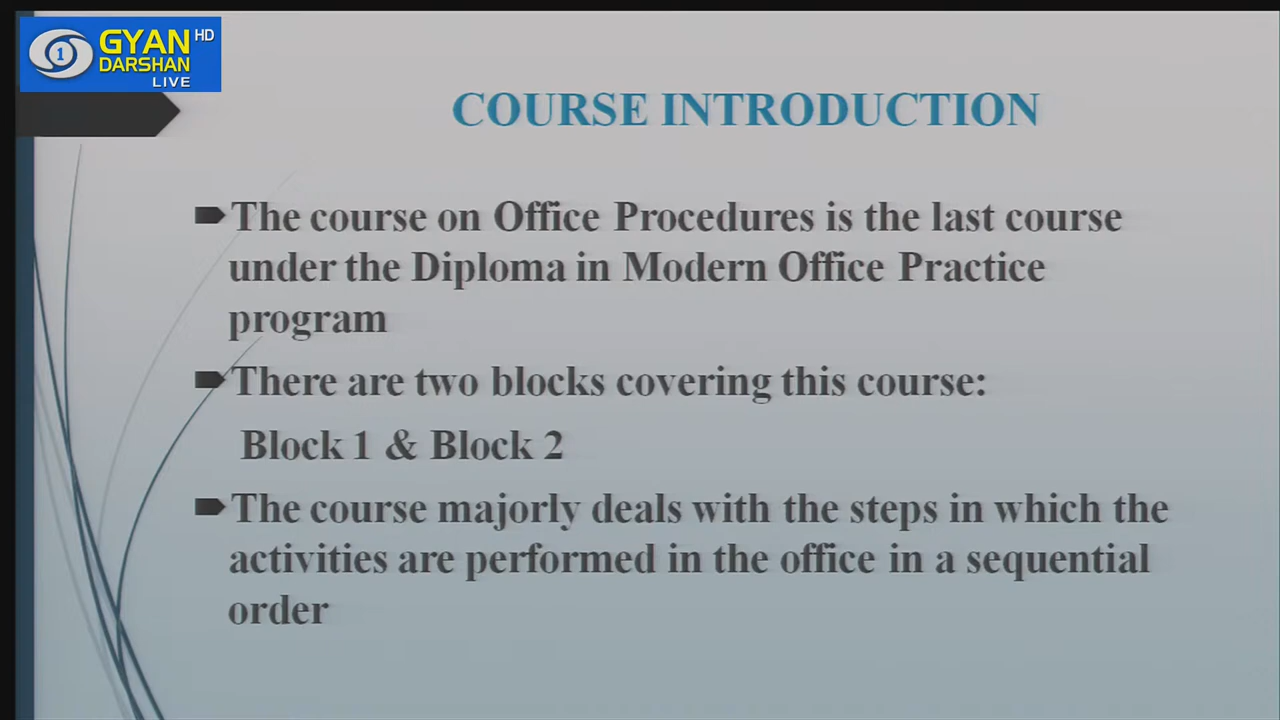 GYAN HD
DARSHAN
LIVE
1
COURSE INTRODUCTION
The course on Office Procedures is the last course
under the Diploma in Modern Office Practice
program
There are two blocks covering this course:
Block 1 & Block 2
The course majorly deals with the steps in which the
activities are performed in the office in a sequential
order